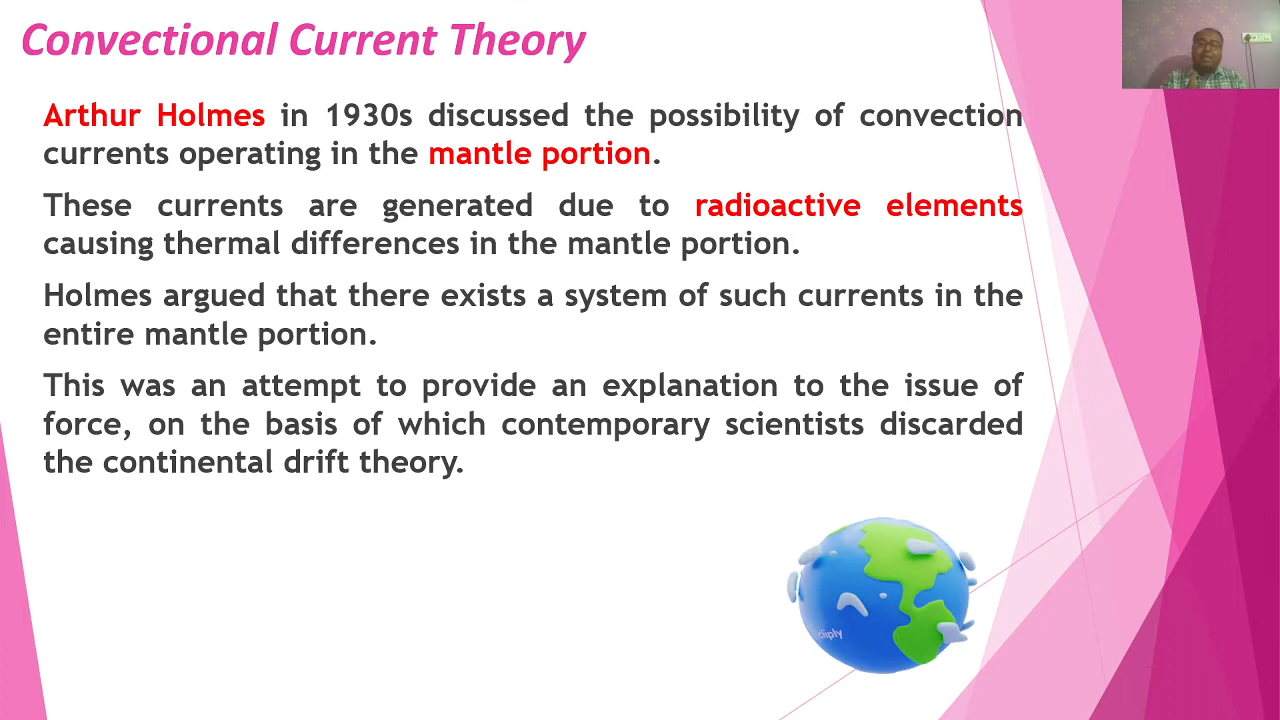 Convectional Current Theory
Arthur Holmes in 1930s discussed the possibility of convection
currents operating in the mantle portion.
These currents are generated due to radioactive elements
causing thermal differences in the mantle portion.
Holmes argued that there exists a system of such currents in the
entire mantle portion.
This was an attempt to provide an explanation to the issue of
force, on the basis of which contemporary scientists discarded
the continental drift theory.